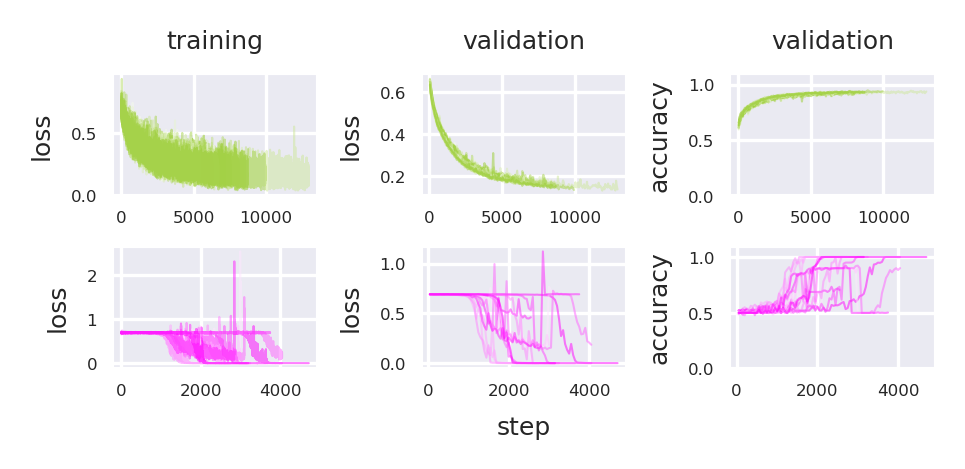 training validation validation
loss 0.5 0.0 0 5000 10000
loss 0.6 0.4 0.2 0 5000 10000
accuracy 1.0 0.5 0.0 0 5000 10000
loss 2 1 0 0 2000 4000
loss 1.0 0.5 0.0 0 2000 4000
accuracy 1.0 0.5 0.0 0 2000 4000
step